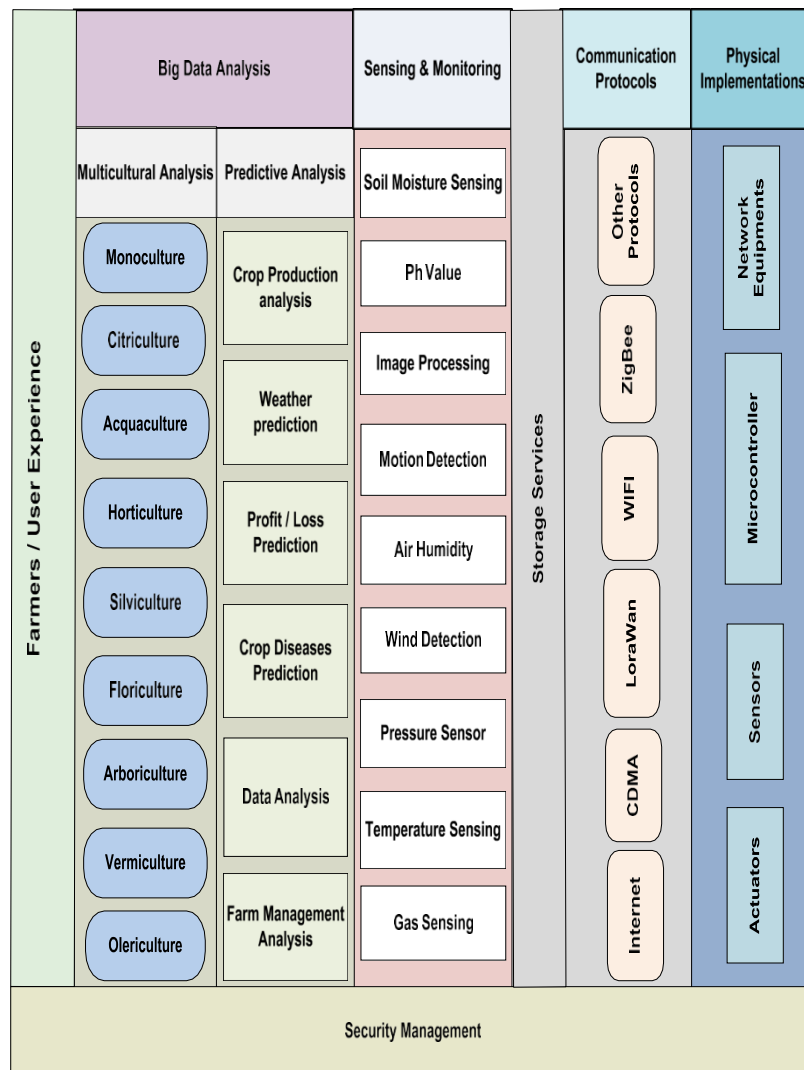 Farmers / User Experience
Big Data Analysis
Multicultural Analysis
Monoculture
Citriculture
Acquaculture
Horticulture
Silviculture
Floriculture
Arboriculture
Vermiculture
Olericulture
Predictive Analysis
Crop Production
analysis
Weather
prediction
Profit / Loss
Prediction
Crop Diseases
Prediction
Data Analysis
Farm Management
Analysis
Sensing & Monitoring
Soil Moisture Sensing
Ph Value
Image Processing
Motion Detection
Air Humidity
Wind Detection
Pressure Sensor
Temperature Sensing
Gas Sensing
Storage Services
Communication
Protocols
Other
Protocols
ZigBee
WIFI
LoraWan
CDMA
Internet
Physical
Implementations
Network
Equipments
Microcontroller
Sensors
Actuators
Security Management